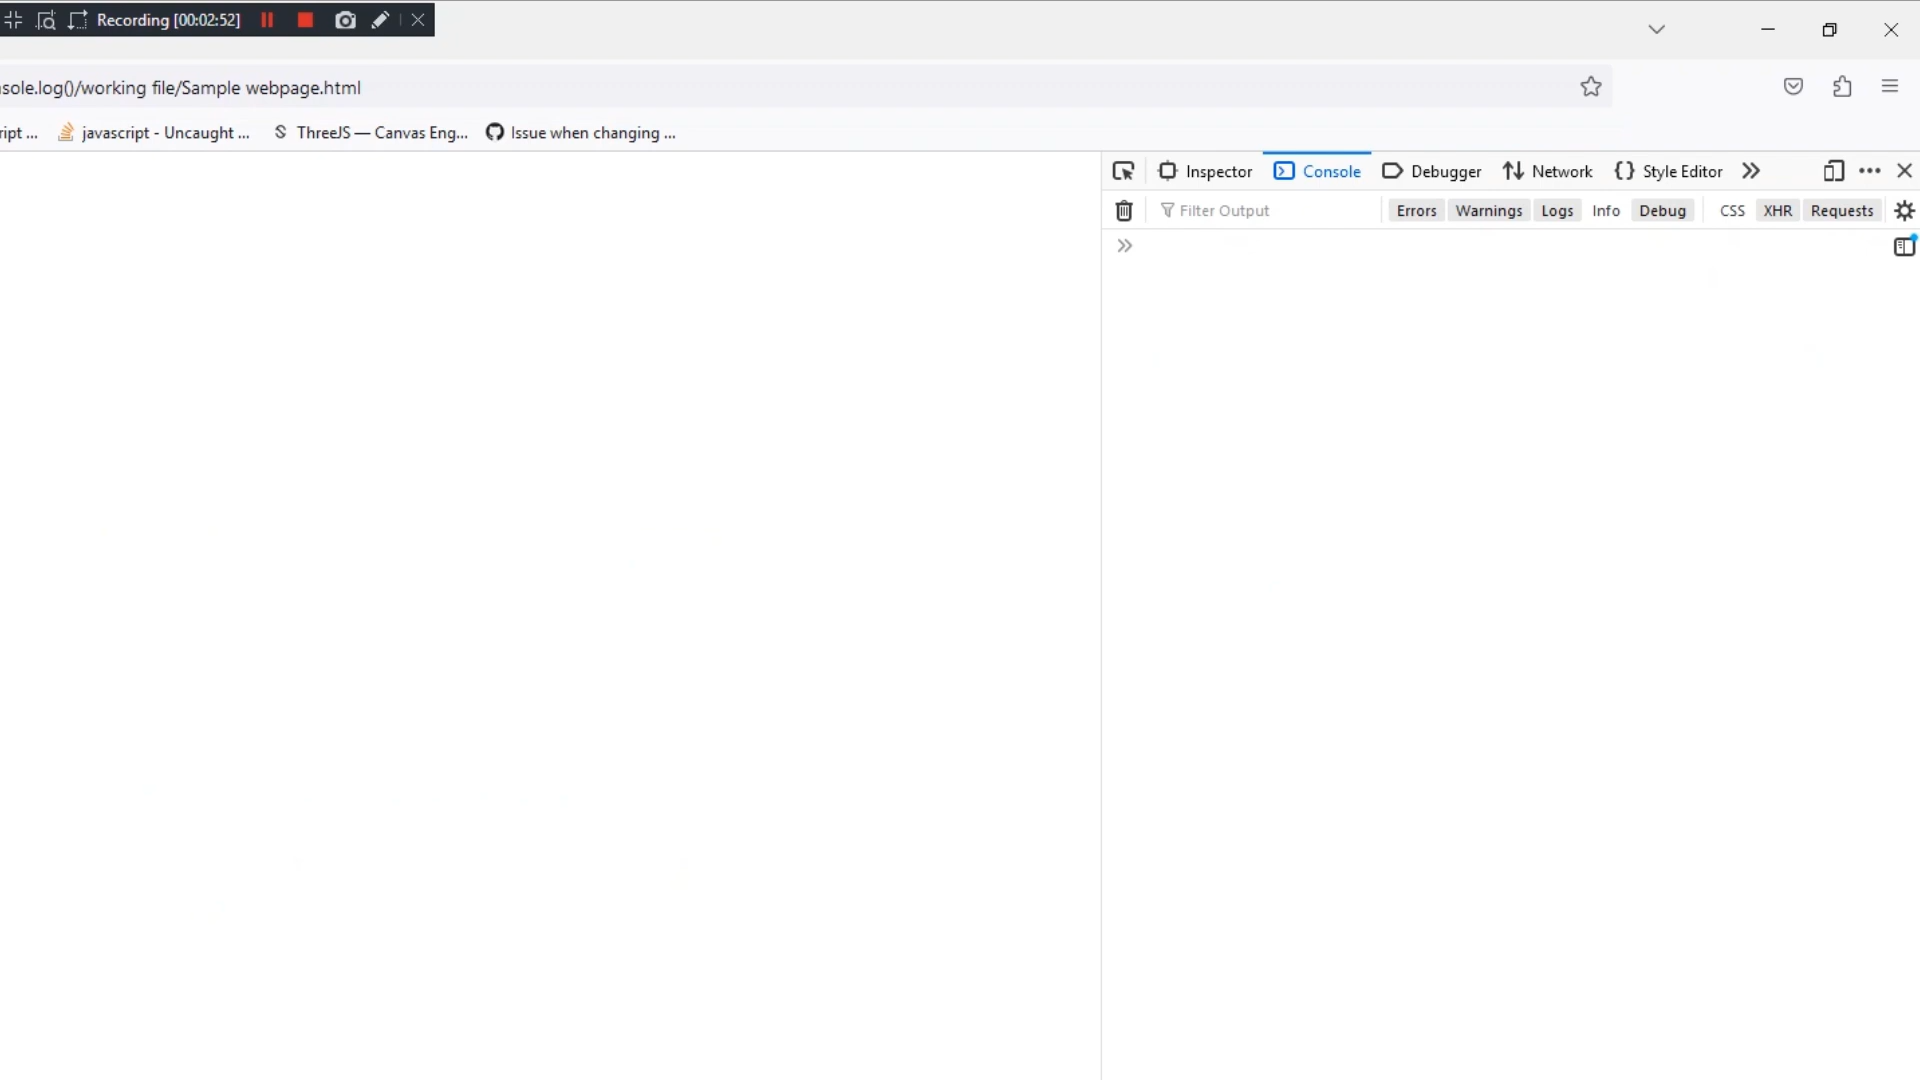 Recording [00:02:52]
sole.log()/working file/Sample webpage.html
ript ... javascript - Uncaught ... ThreeJS — Canvas Eng... Issue when changing ...
Inspector Console Debugger Network Style Editor
Filter Output Errors Warnings Logs Info Debug CSS XHR Requests